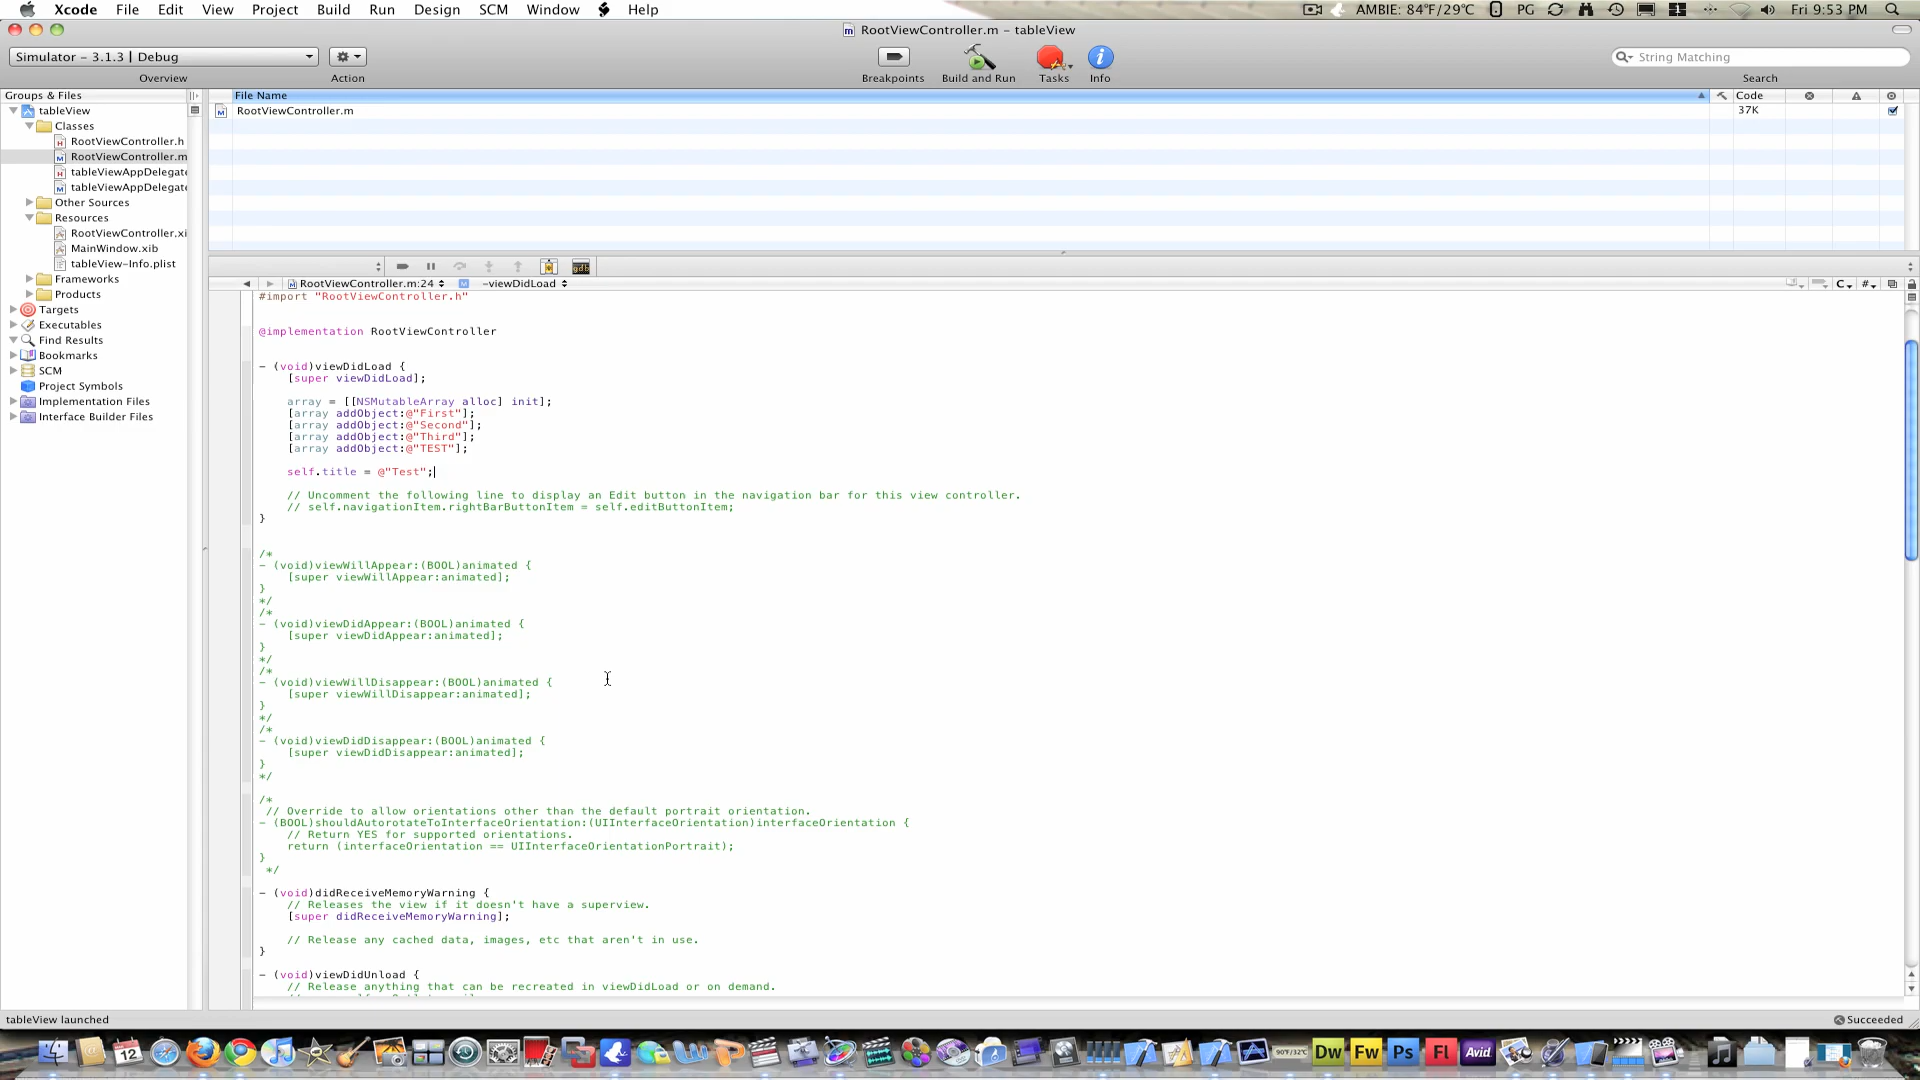 Xcode File Edit View Project Build Run Design SCM Window Help AMBIE: 84°F/29°C PG Fri 9:53 PM
RootViewController.m – tableView
Simulator - 3.1.3 | Debug String Matching
Overview Action Breakpoints Build and Run Tasks Info Search
Groups & Files File Name Code
tableView RootViewController.m 37K
Classes
RootViewController.h
RootViewController.m
tableViewAppDelegate
tableViewAppDelegate
Other Sources
Resources
RootViewController.xi
MainWindow.xib
tableView-Info.plist
Frameworks
Products
Targets
Executables
Find Results
Bookmarks
SCM
Project Symbols
Implementation Files
Interface Builder Files
gdb
RootViewController.m:24 -viewDidLoad C #
#import "RootViewController.h"
@implementation RootViewController
- (void)viewDidLoad {
[super viewDidLoad];
array = [[NSMutableArray alloc] init];
[array addObject:@"First"];
[array addObject:@"Second"];
[array addObject:@"Third"];
[array addObject:@"TEST"];
self.title = @"Test";
// Uncomment the following line to display an Edit button in the navigation bar for this view controller.
// self.navigationItem.rightBarButtonItem = self.editButtonItem;
}
/*
- (void)viewWillAppear:(BOOL)animated {
[super viewWillAppear:animated];
}
*/
/*
- (void)viewDidAppear:(BOOL)animated {
[super viewDidAppear:animated];
}
*/
/*
- (void)viewWillDisappear:(BOOL)animated {
[super viewWillDisappear:animated];
}
*/
/*
- (void)viewDidDisappear:(BOOL)animated {
[super viewDidDisappear:animated];
}
*/
/*
// Override to allow orientations other than the default portrait orientation.
- (BOOL)shouldAutorotateToInterfaceOrientation:(UIInterfaceOrientation)interfaceOrientation {
// Return YES for supported orientations.
return (interfaceOrientation == UIInterfaceOrientationPortrait);
}
*/
- (void)didReceiveMemoryWarning {
// Releases the view if it doesn't have a superview.
[super didReceiveMemoryWarning];
// Release any cached data, images, etc that aren't in use.
}
- (void)viewDidUnload {
// Release anything that can be recreated in viewDidLoad or on demand.
tableView launched Succeeded
12 90°F/32°C Dw Fw Ps Fl Avid